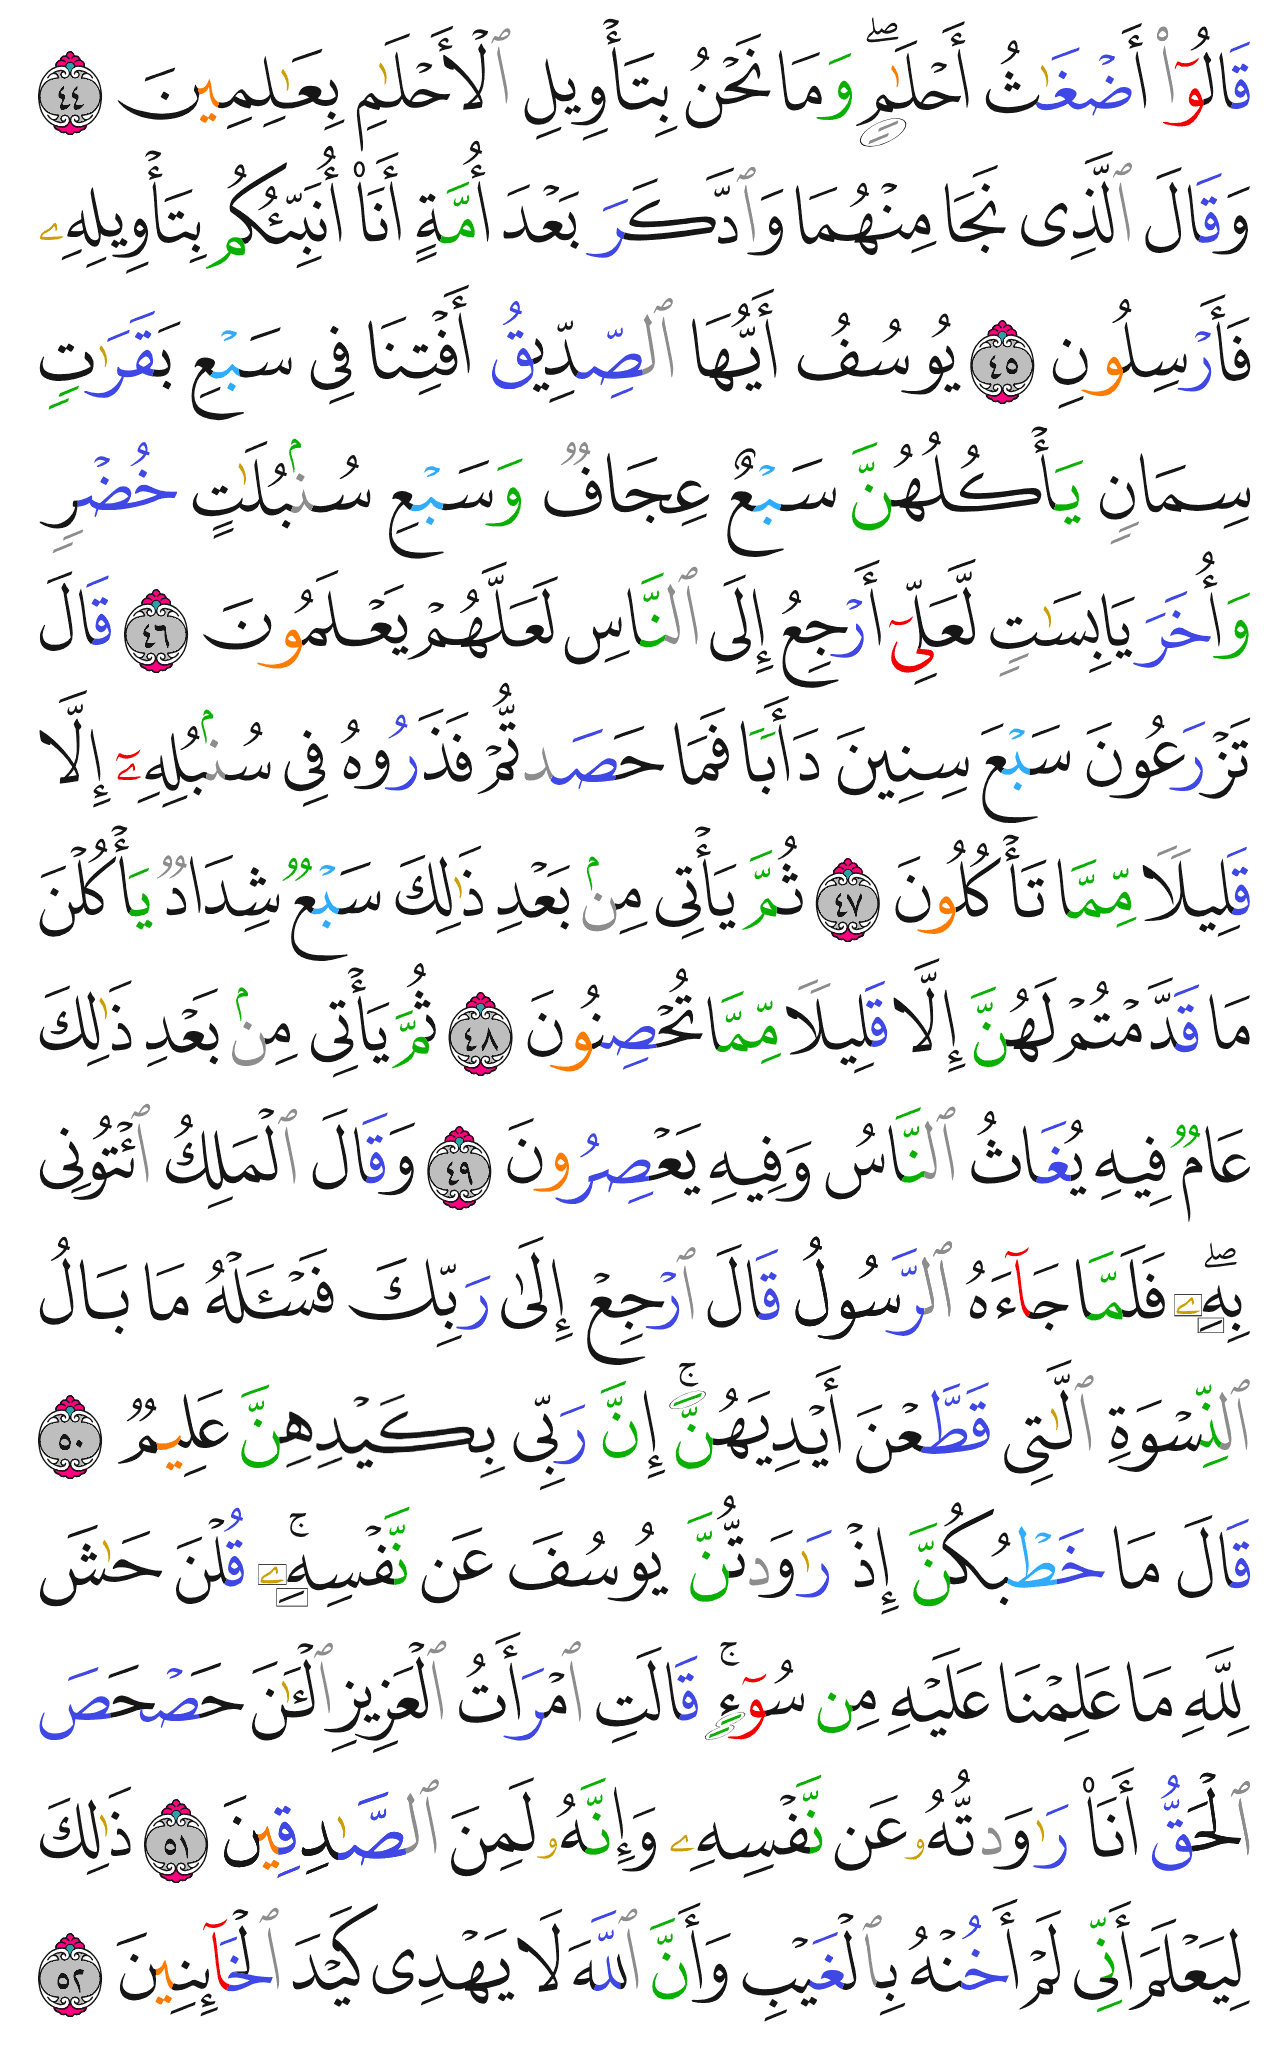 قَالُوٓا۟ أَضْغَـٰثُ أَحْلَـٰمٍۢ ۖ وَمَا نَحْنُ بِتَأْوِيلِ ٱلْأَحْلَـٰمِ بِعَـٰلِمِينَ ٤٤
وَقَالَ ٱلَّذِى نَجَا مِنْهُمَا وَٱدَّكَرَ بَعْدَ أُمَّةٍ أَنَا۠ أُنَبِّئُكُم بِتَأْوِيلِهِۦ
فَأَرْسِلُونِ ٤٥ يُوسُفُ أَيُّهَا ٱلصِّدِّيقُ أَفْتِنَا فِى سَبْعِ بَقَرَٰتٍۢ
سِمَانٍۢ يَأْكُلُهُنَّ سَبْعٌ عِجَافٌۭ وَسَبْعِ سُنۢبُلَـٰتٍ خُضْرٍۢ
وَأُخَرَ يَابِسَـٰتٍۢ لَّعَلِّىٓ أَرْجِعُ إِلَى ٱلنَّاسِ لَعَلَّهُمْ يَعْلَمُونَ ٤٦ قَالَ
تَزْرَعُونَ سَبْعَ سِنِينَ دَأَبًۭا فَمَا حَصَدتُّمْ فَذَرُوهُ فِى سُنۢبُلِهِۦٓ إِلَّا
قَلِيلًۭا مِّمَّا تَأْكُلُونَ ٤٧ ثُمَّ يَأْتِى مِنۢ بَعْدِ ذَٰلِكَ سَبْعٌۭ شِدَادٌۭ يَأْكُلْنَ
مَا قَدَّمْتُمْ لَهُنَّ إِلَّا قَلِيلًۭا مِّمَّا تُحْصِنُونَ ٤٨ ثُمَّ يَأْتِى مِنۢ بَعْدِ ذَٰلِكَ
عَامٌۭ فِيهِ يُغَاثُ ٱلنَّاسُ وَفِيهِ يَعْصِرُونَ ٤٩ وَقَالَ ٱلْمَلِكُ ٱئْتُونِى
بِهِۦ ۖ فَلَمَّا جَآءَهُ ٱلرَّسُولُ قَالَ ٱرْجِعْ إِلَىٰ رَبِّكَ فَسْـَٔلْهُ مَا بَالُ
ٱلنِّسْوَةِ ٱلَّـٰتِى قَطَّعْنَ أَيْدِيَهُنَّ ۚ إِنَّ رَبِّى بِكَيْدِهِنَّ عَلِيمٌۭ ٥٠
قَالَ مَا خَطْبُكُنَّ إِذْ رَٰوَدتُّنَّ يُوسُفَ عَن نَّفْسِهِۦ ۚ قُلْنَ حَـٰشَ
لِلَّهِ مَا عَلِمْنَا عَلَيْهِ مِن سُوٓءٍۢ ۚ قَالَتِ ٱمْرَأَتُ ٱلْعَزِيزِ ٱلْـَٔـٰنَ حَصْحَصَ
ٱلْحَقُّ أَنَا۠ رَٰوَدتُّهُۥ عَن نَّفْسِهِۦ وَإِنَّهُۥ لَمِنَ ٱلصَّـٰدِقِينَ ٥١ ذَٰلِكَ
لِيَعْلَمَ أَنِّى لَمْ أَخُنْهُ بِٱلْغَيْبِ وَأَنَّ ٱللَّهَ لَا يَهْدِى كَيْدَ ٱلْخَآئِنِينَ ٥٢